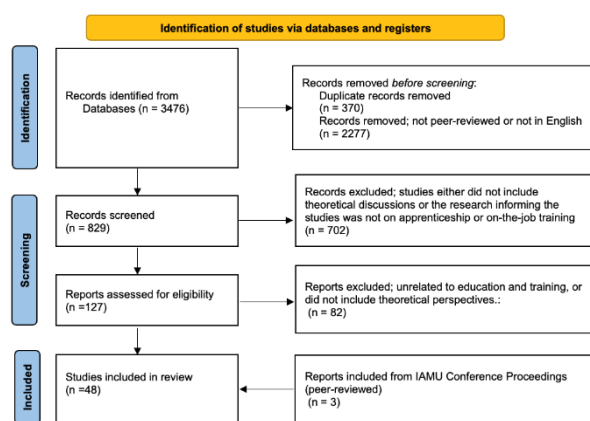 Identification of studies via databases and registers
Identification
Records identified from
Databases (n = 3476)
Records removed before screening:
Duplicate records removed
(n = 370)
Records removed; not peer-reviewed or not in English
(n = 2277)
Screening
Records screened
(n = 829)
Records excluded; studies either did not include
theoretical discussions or the research informing the
studies was not on apprenticeship or on-the-job training
(n = 702)
Reports assessed for eligibility
(n =127)
Reports excluded; unrelated to education and training, or
did not include theoretical perspectives.:
(n = 82)
Included
Studies included in review
(n =48)
Reports included from IAMU Conference Proceedings
(peer-reviewed)
(n = 3)